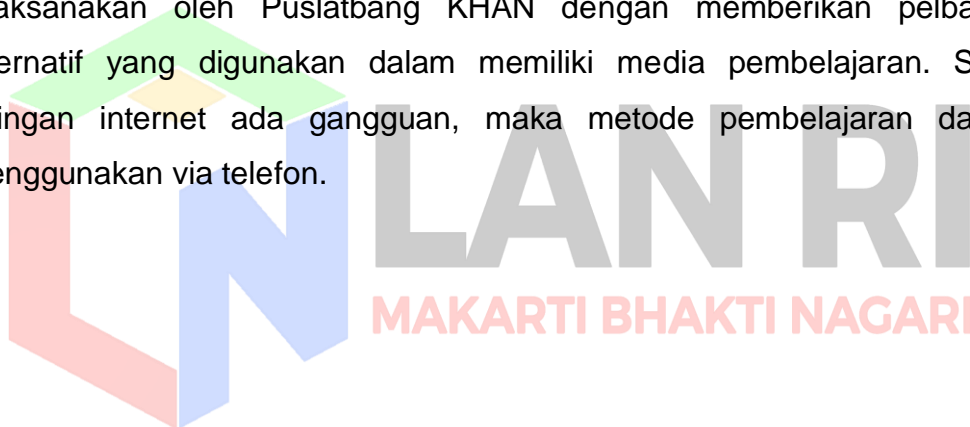 aksanakan oleh Puslatbang KHAN dengan memberikan pelba
ernatif yang digunakan dalam memiliki media pembelajaran. S
ingan internet ada gangguan, maka metode pembelajaran da
enggunakan via telefon.
LAN RI
MAKARTI BHAKTI NAGARI